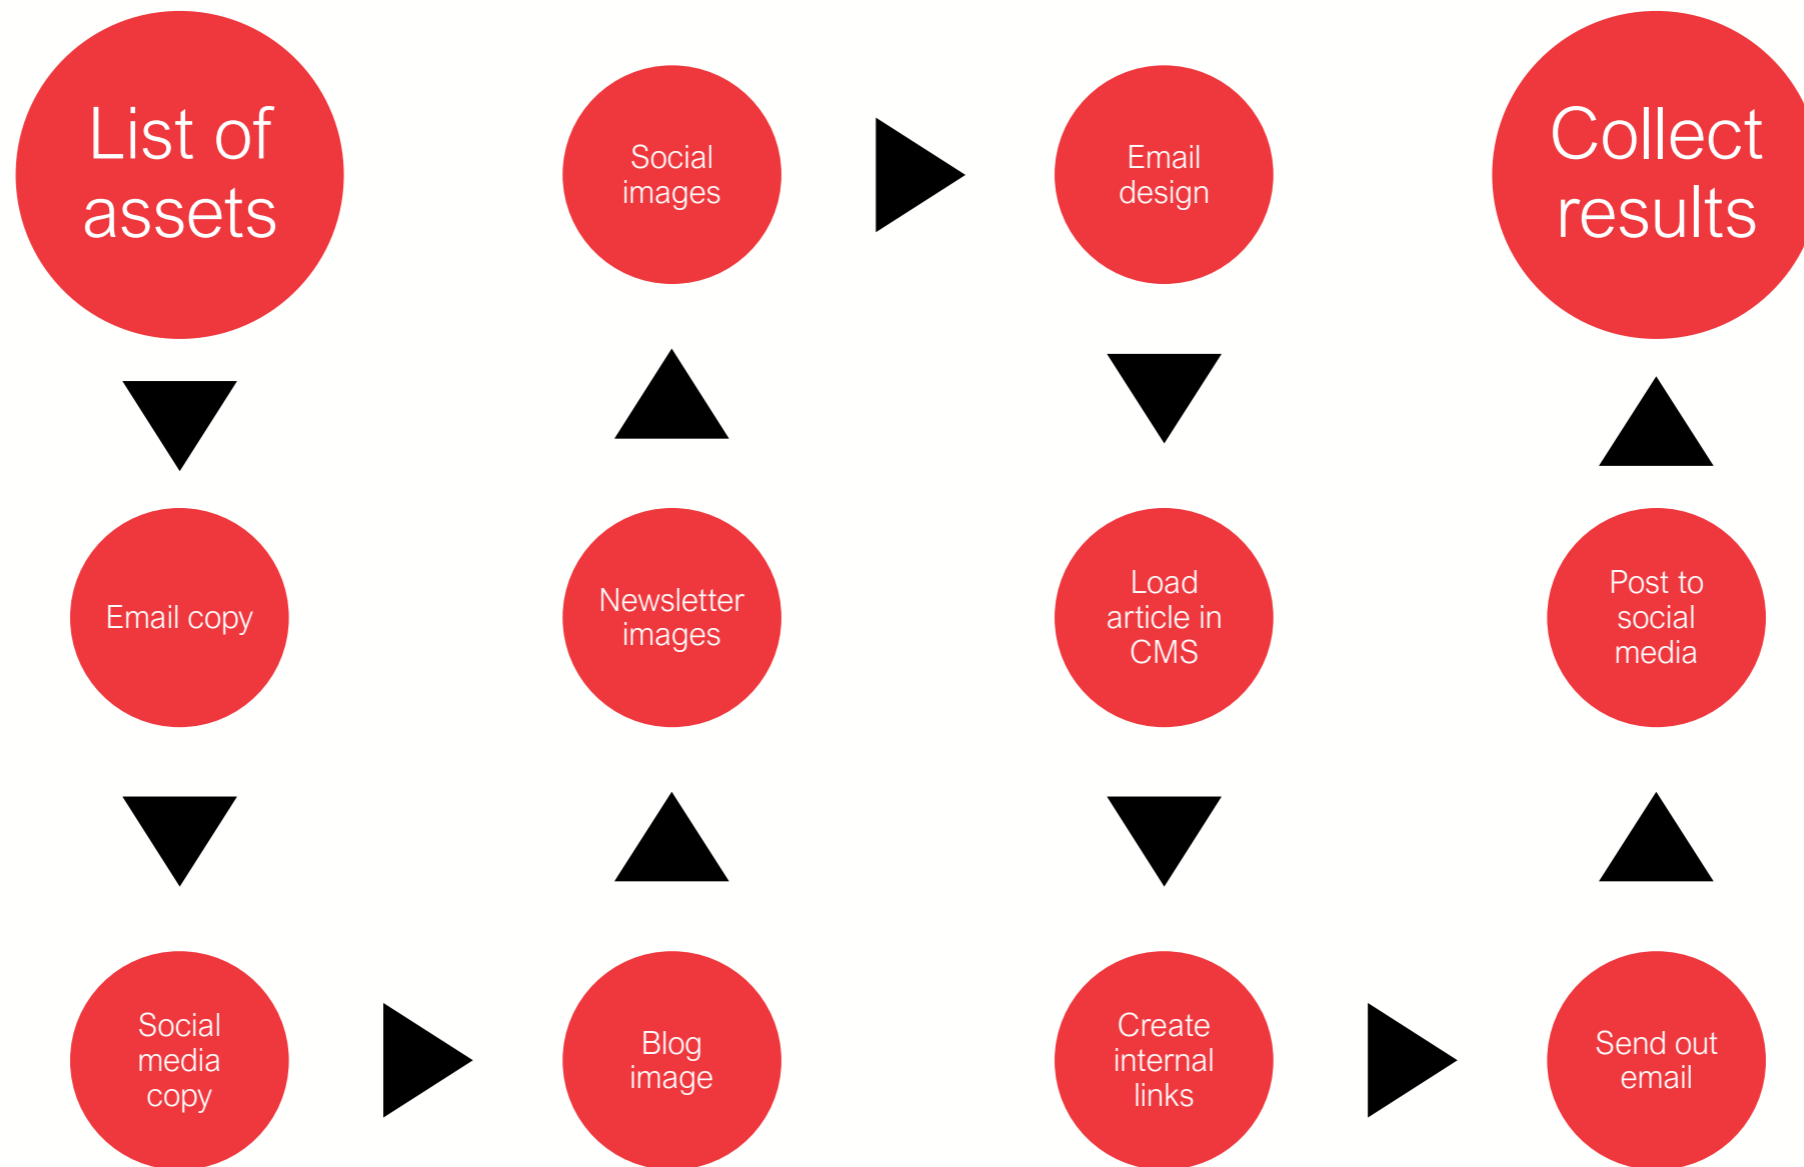 List of
assets
Email copy
Social
media
copy
Blog
image
Newsletter
images
Social
images
Email
design
Load
article in
CMS
Create
internal
links
Send out
email
Post to
social
media
Collect
results